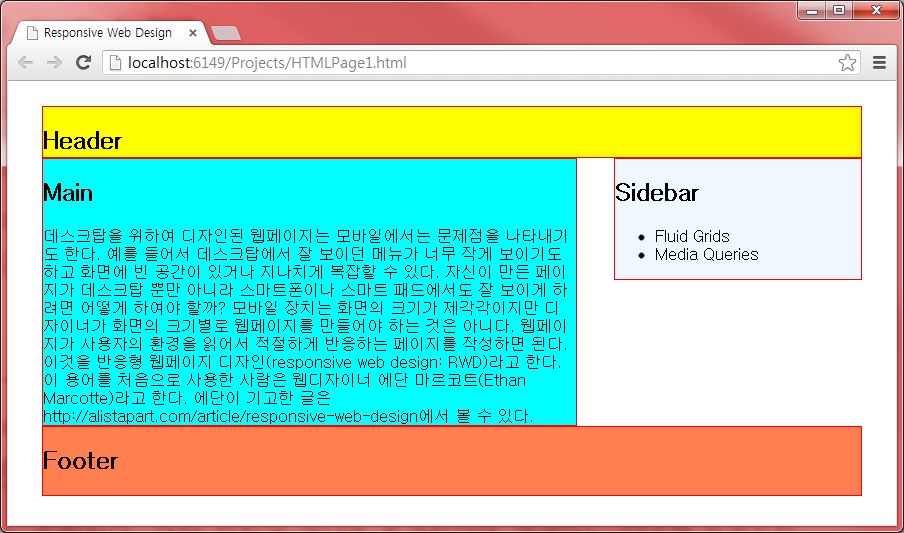 Responsive Web Design
localhost:6149/Projects/HTMLPage1.html
Header
Main
데스크탑을 위하여 디자인된 웹페이지는 모바일에서는 문제점을 나타내기
도 한다. 예를 들어서 데스크탑에서 잘 보이던 메뉴가 너무 작게 보이기도
하고 화면에 빈 공간이 있거나 지나치게 복잡할 수 있다. 자신이 만든 페이
지가 데스크탑 뿐만 아니라 스마트폰이나 스마트 패드에서도 잘 보이게 하
려면 어떻게 하여야 할까? 모바일 장치는 화면의 크기가 제각각이지만 디
자이너가 화면의 크기별로 웹페이지를 만들어야 하는 것은 아니다. 웹페이
지가 사용자의 환경을 읽어서 적절하게 반응하는 페이지를 작성하면 된다.
이것을 반응형 웹페이지 디자인(responsive web design: RWD)라고 한다.
이 용어를 처음으로 사용한 사람은 웹디자이너 에단 마르코트(Ethan
Marcotte)라고 한다. 에단이 기고한 글은
http://alistapart.com/article/responsive-web-design에서 볼 수 있다.
Sidebar
Fluid Grids
Media Queries
Footer